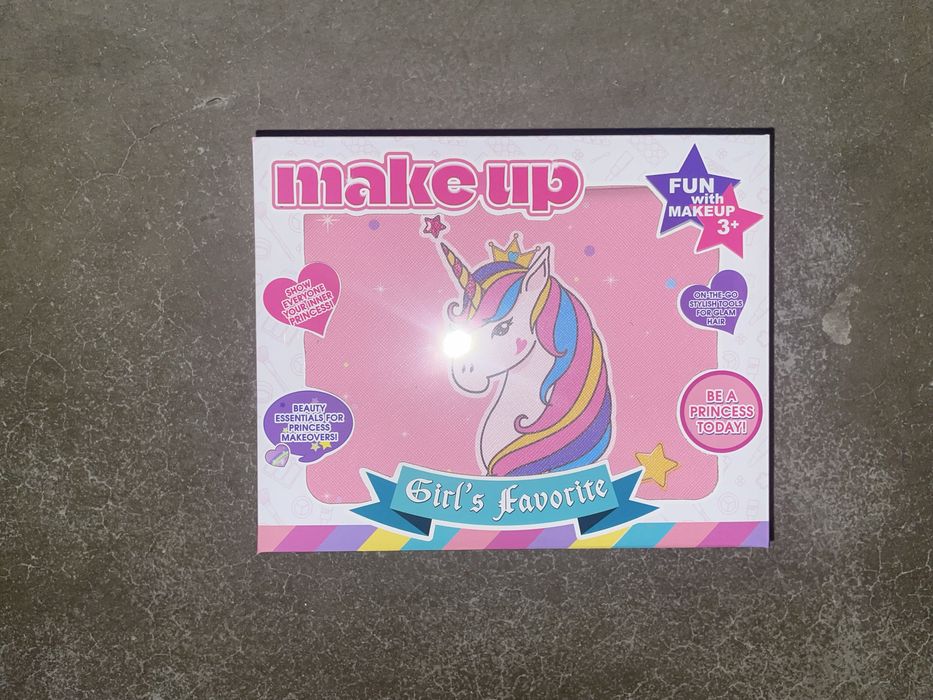 make up
FUN
with
MAKEUP
3+
SHOW
EVERYONE
YOUR INNER
PRINCESS!
ON-THE-GO
STYLISH TOOLS
FOR GLAM
HAIR
BEAUTY
ESSENTIALS FOR
PRINCESS
MAKEOVERS!
BE A
PRINCESS
TODAY!
Girl's Favorite